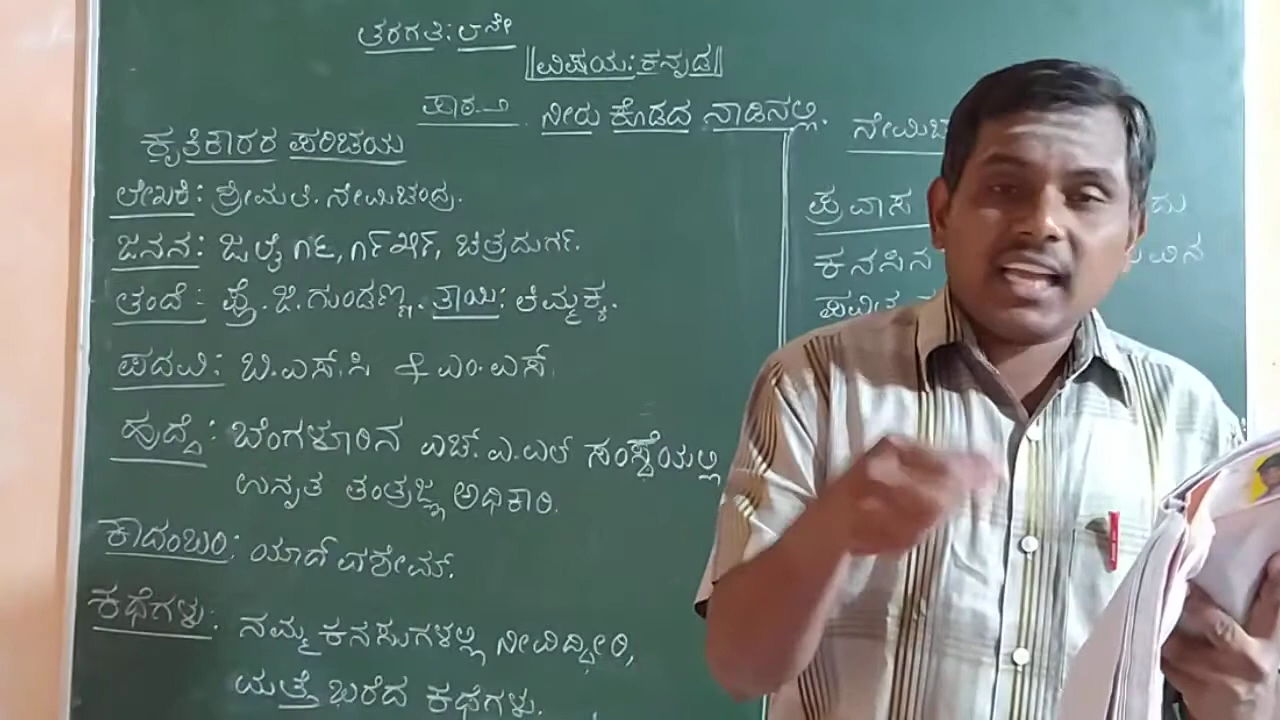 ತರಗತಿ: ೮ನೇ
ವಿಷಯ: ಕನ್ನಡ
ಪಾಠ-೨ ನೀರು ಕೊಡದ ನಾಡಿನಲ್ಲಿ.
ಕೃತಿಕಾರರ ಪರಿಚಯ
ಲೇಖಕಿ: ಶ್ರೀಮತಿ. ನೇಮಿಚಂದ್ರ.
ಜನನ: ಜುಲೈ ೧೬, ೧೯೫೯, ಚಿತ್ರದುರ್ಗ.
ತಂದೆ: ಪ್ರೊ. ಜಿ. ಗುಂಡಣ್ಣ. ತಾಯಿ: ತಿಮ್ಮಕ್ಕ.
ಪದವಿ: ಬಿ.ಎಸ್.ಸಿ & ಎಂ.ಎಸ್.
ಹುದ್ದೆ: ಬೆಂಗಳೂರಿನ ಎಚ್.ಎ.ಎಲ್ ಸಂಸ್ಥೆಯಲ್ಲಿ
ಉನ್ನತ ತಂತ್ರಜ್ಞ ಅಧಿಕಾರಿ.
ಕಾದಂಬರಿ: ಯಾದ್ ವಶೇಮ್.
ಕಥೆಗಳು: ನಮ್ಮ ಕನಸುಗಳಲ್ಲಿ ನೀವಿದ್ದೀರಿ,
ಮತ್ತೆ ಬರೆದ ಕಥೆಗಳು.
ಪ್ರವಾಸ
ಕನಸಿನ